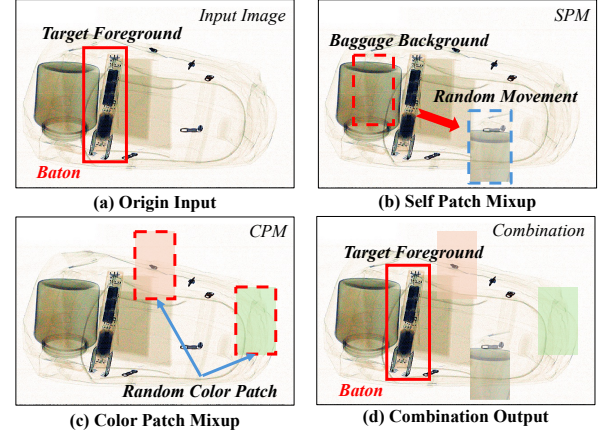 Input Image
Target Foreground
Baton
(a) Origin Input
SPM
Baggage Background
Random Movement
(b) Self Patch Mixup
CPM
Random Color Patch
(c) Color Patch Mixup
Combination
Target Foreground
Baton
(d) Combination Output